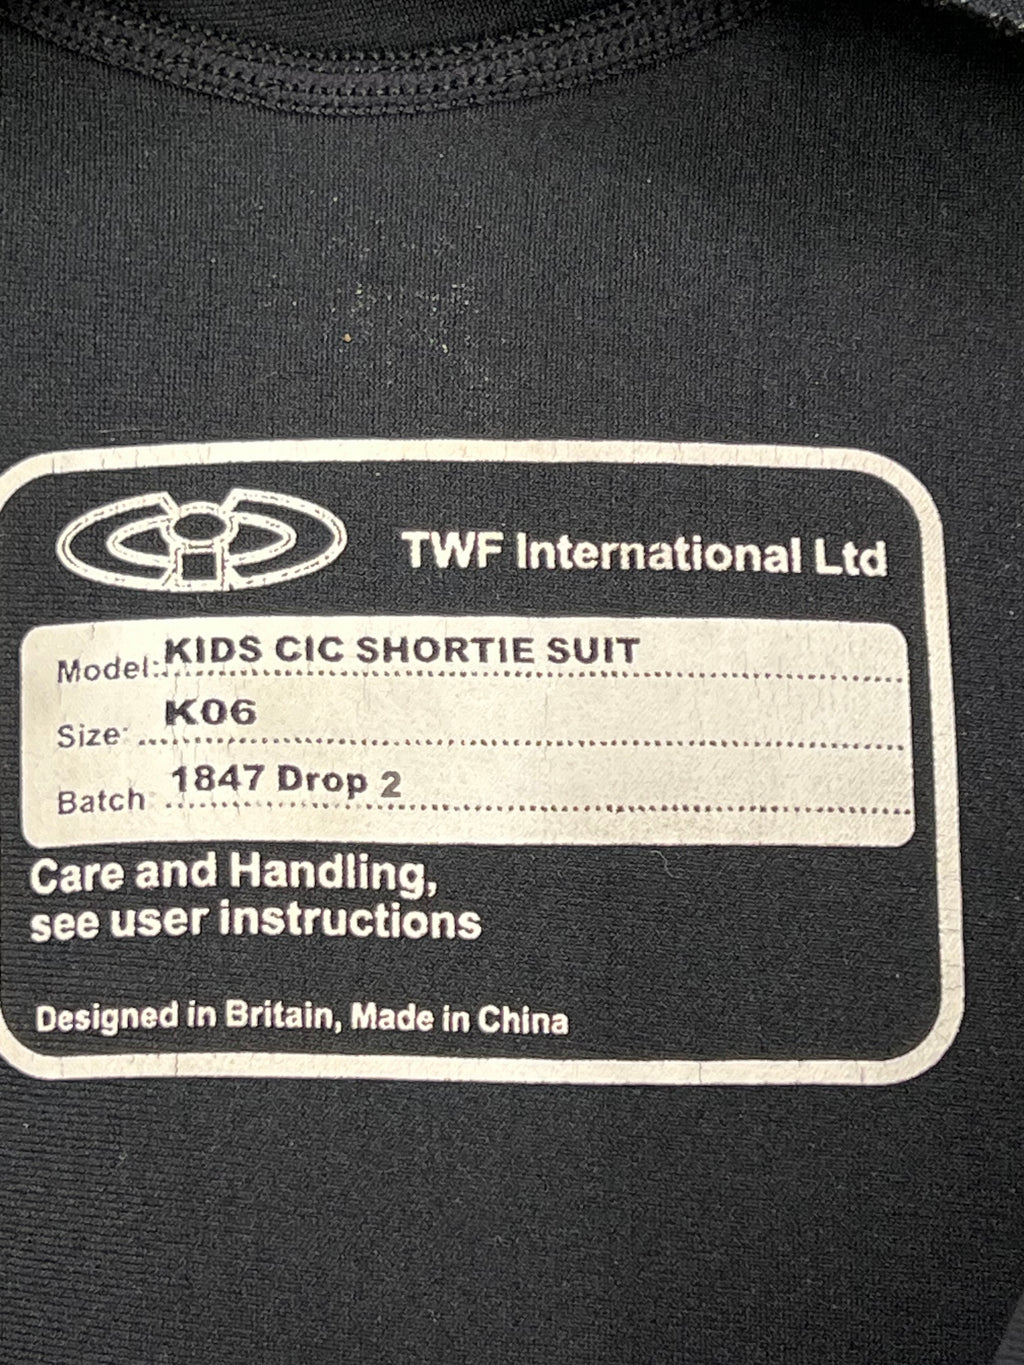 TWF International Ltd
Model: KIDS CIC SHORTIE SUIT
Size: K06
Batch: 1847 Drop 2
Care and Handling,
see user instructions
Designed in Britain, Made in China